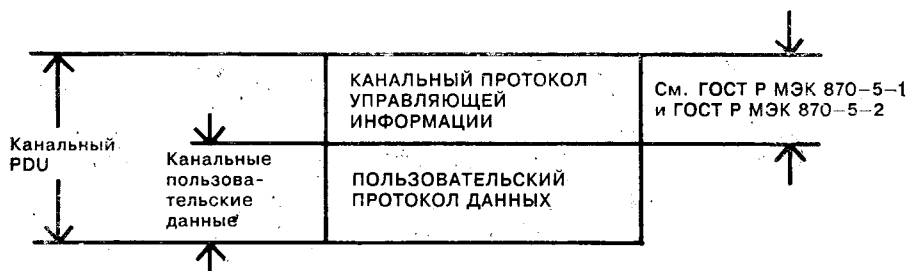 КАНАЛЬНЫЙ ПРОТОКОЛ
УПРАВЛЯЮЩЕЙ
ИНФОРМАЦИИ
См. ГОСТ Р МЭК 870-5-1
и ГОСТ Р МЭК 870-5-2
Канальный
PDU
Канальные
пользова-
тельские
данные
ПОЛЬЗОВАТЕЛЬСКИЙ
ПРОТОКОЛ ДАННЫХ